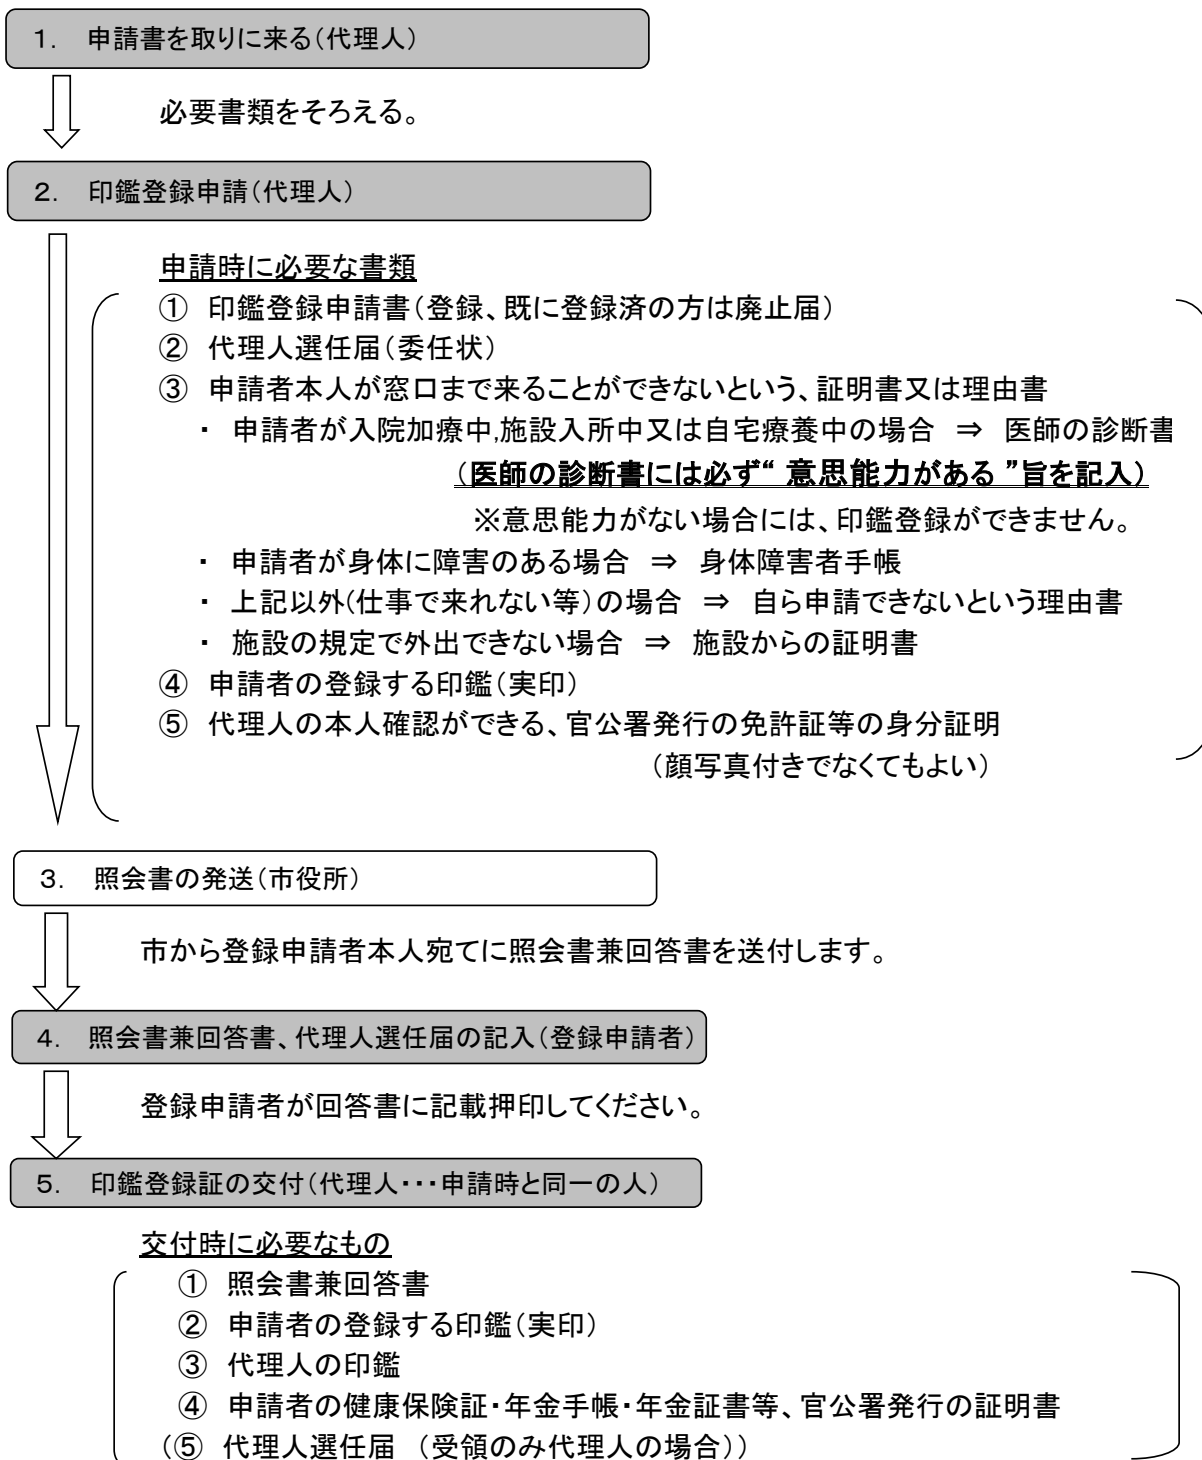 １．　申請書を取りに来る（代理人）
必要書類をそろえる。
２．　印鑑登録申請（代理人）
申請時に必要な書類
①　印鑑登録申請書（登録、既に登録済の方は廃止届）
②　代理人選任届（委任状）
③　申請者本人が窓口まで来ることができないという、証明書又は理由書
・　申請者が入院加療中,施設入所中又は自宅療養中の場合　⇒　医師の診断書
（医師の診断書には必ず“ 意思能力がある ”旨を記入）
※意思能力がない場合には、印鑑登録ができません。
・　申請者が身体に障害のある場合　⇒　身体障害者手帳
・　上記以外(仕事で来れない等）の場合　⇒　自ら申請できないという理由書
・　施設の規定で外出できない場合　⇒　施設からの証明書
④　申請者の登録する印鑑（実印）
⑤　代理人の本人確認ができる、官公署発行の免許証等の身分証明
（顔写真付きでなくてもよい）
３．　照会書の発送（市役所）
市から登録申請者本人宛てに照会書兼回答書を送付します。
４．　照会書兼回答書、代理人選任届の記入（登録申請者）
登録申請者が回答書に記載押印してください。
５．　印鑑登録証の交付（代理人・・・申請時と同一の人）
交付時に必要なもの
①　照会書兼回答書
②　申請者の登録する印鑑（実印）
③　代理人の印鑑
④　申請者の健康保険証・年金手帳・年金証書等、官公署発行の証明書
（⑤　代理人選任届　（受領のみ代理人の場合））